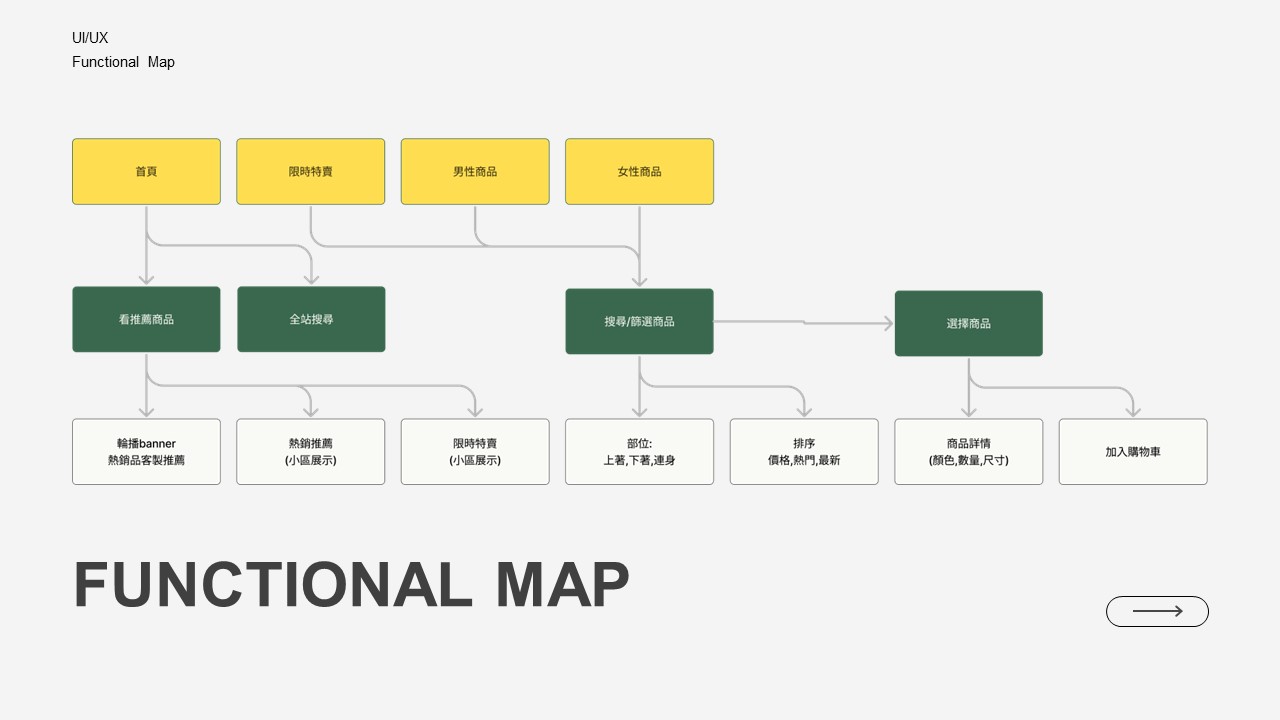 UI/UX
Functional Map
首頁
限時特賣
男性商品
女性商品
看推薦商品
全站搜尋
搜尋/篩選商品
選擇商品
輪播banner
熱銷品客製推薦
熱銷推薦
(小區展示)
限時特賣
(小區展示)
部位:
上著,下著,連身
排序
價格,熱門,最新
商品詳情
(顏色,數量,尺寸)
加入購物車
FUNCTIONAL MAP